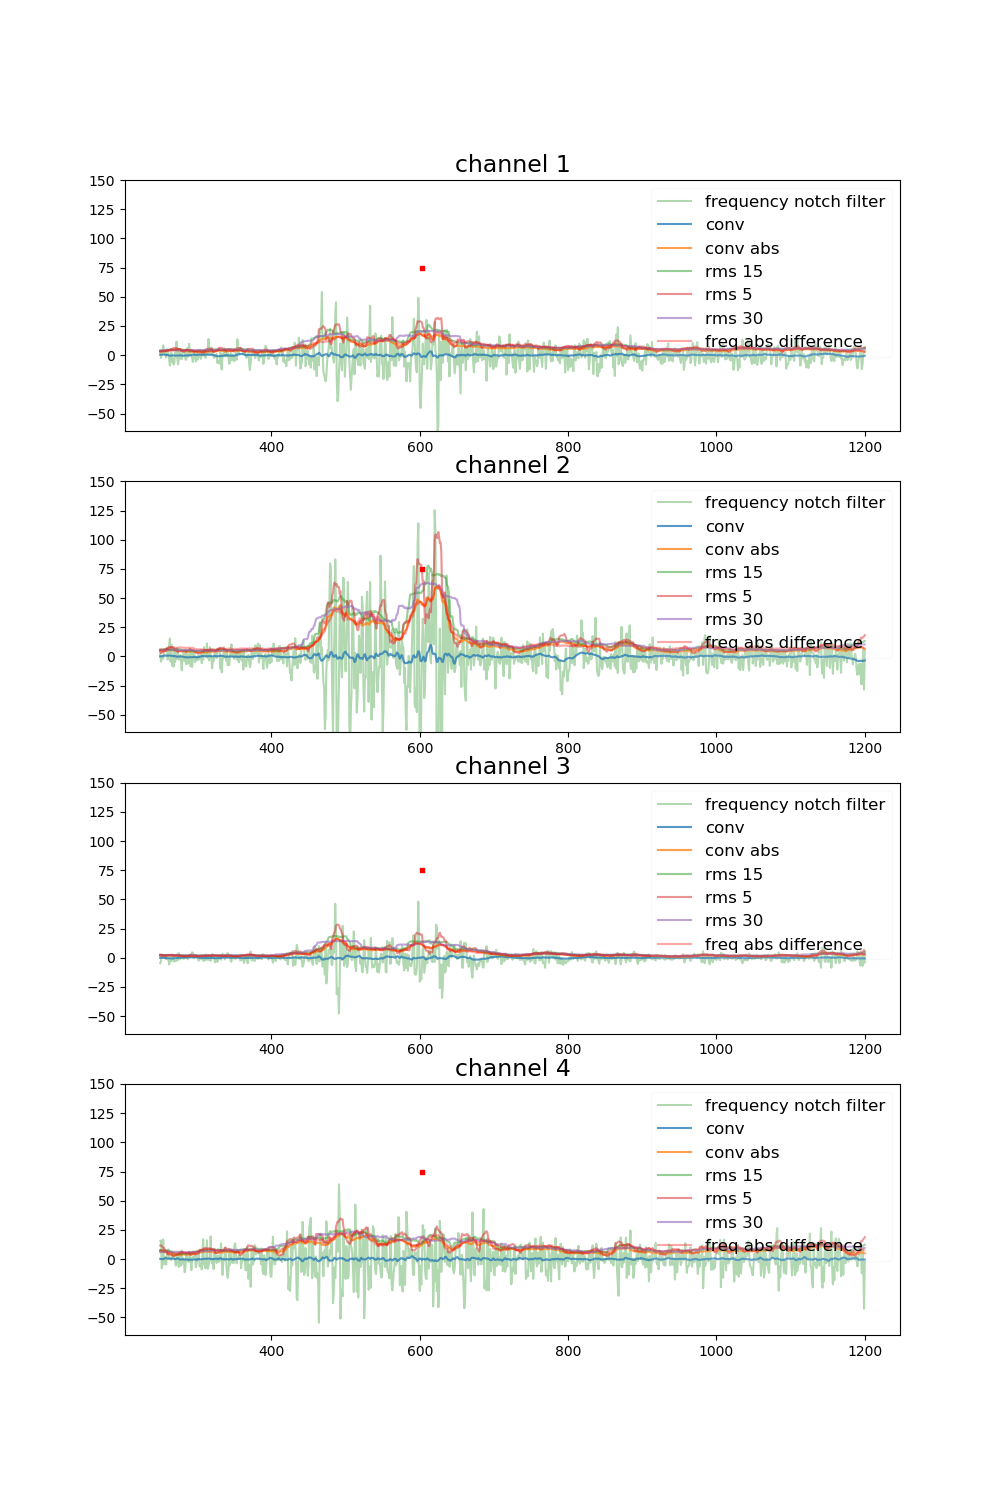 channel 1
150
125
100
75
50
25
0
−25
−50
frequency notch filter
conv
conv abs
rms 15
rms 5
rms 30
freq abs difference
400 600 800 1000 1200
channel 2
150
125
100
75
50
25
0
−25
−50
frequency notch filter
conv
conv abs
rms 15
rms 5
rms 30
freq abs difference
400 600 800 1000 1200
channel 3
150
125
100
75
50
25
0
−25
−50
frequency notch filter
conv
conv abs
rms 15
rms 5
rms 30
freq abs difference
400 600 800 1000 1200
channel 4
150
125
100
75
50
25
0
−25
−50
frequency notch filter
conv
conv abs
rms 15
rms 5
rms 30
freq abs difference
400 600 800 1000 1200